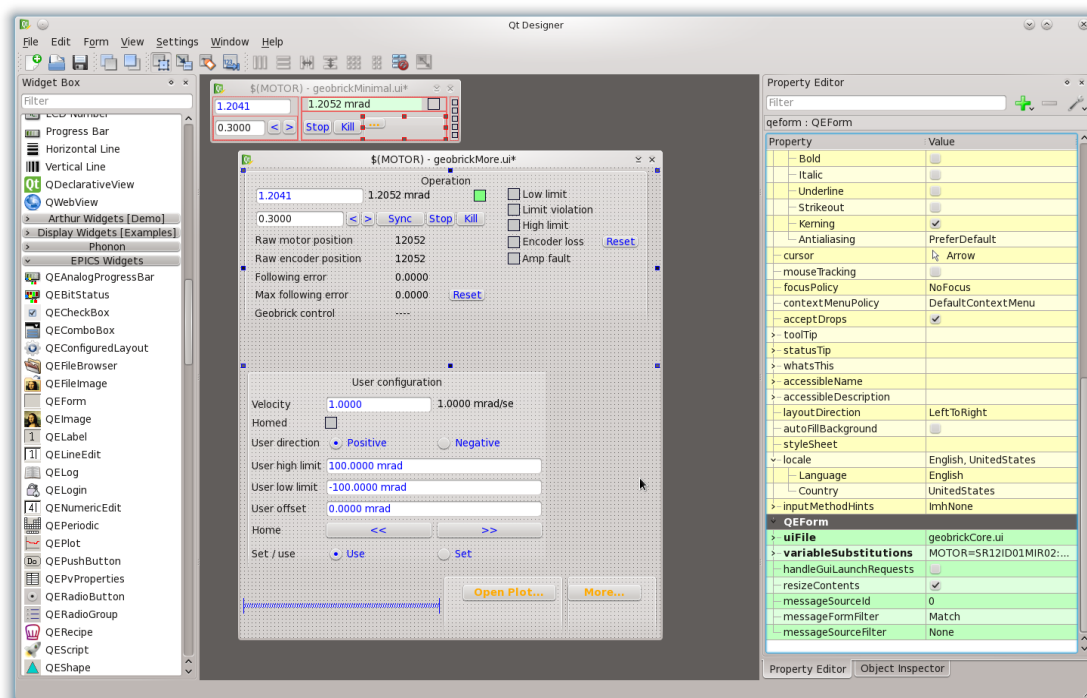 Qt Designer
File Edit Form View Settings Window Help
Widget Box
Filter
LCD Number
Progress Bar
Horizontal Line
Vertical Line
QDeclarativeView
QWebView
Arthur Widgets [Demo]
Display Widgets [Examples]
Phonon
EPICS Widgets
QEAnalogProgressBar
QEBitStatus
QECheckBox
QEComboBox
QEConfiguredLayout
QEFileBrowser
QEFileImage
QEForm
QEImage
QELabel
QELineEdit
QELog
QELogin
QENumericEdit
QEPeriodic
QEPlot
QEPushButton
QEPvProperties
QERadioButton
QERadioGroup
QERecipe
QEScript
QEShape
$(MOTOR) - geobrickMinimal.ui*
1.2041 1.2052 mrad
0.3000 < > Stop Kill ...
$(MOTOR) - geobrickMore.ui*
Operation
1.2041 1.2052 mrad
0.3000 < > Sync Stop Kill
Raw motor position 12052
Raw encoder position 12052
Following error 0.0000
Max following error 0.0000 Reset
Geobrick control ----
Low limit
Limit violation
High limit
Encoder loss Reset
Amp fault
User configuration
Velocity 1.0000 1.0000 mrad/se
Homed
User direction Positive Negative
User high limit 100.0000 mrad
User low limit -100.0000 mrad
User offset 0.0000 mrad
Home << >>
Set / use Use Set
Open Plot... More...
Property Editor
Filter
qeform : QEForm
Property Value
Bold
Italic
Underline
Strikeout
Kerning
Antialiasing PreferDefault
cursor Arrow
mouseTracking
focusPolicy NoFocus
contextMenuPolicy DefaultContextMenu
acceptDrops
toolTip
statusTip
whatsThis
accessibleName
accessibleDescription
layoutDirection LeftToRight
autoFillBackground
styleSheet
locale English, UnitedStates
Language English
Country UnitedStates
inputMethodHints ImhNone
QEForm
uiFile geobrickCore.ui
variableSubstitutions MOTOR=SR12ID01MIR02:...
handleGuiLaunchRequests
resizeContents
messageSourceId 0
messageFormFilter Match
messageSourceFilter None
Property Editor Object Inspector